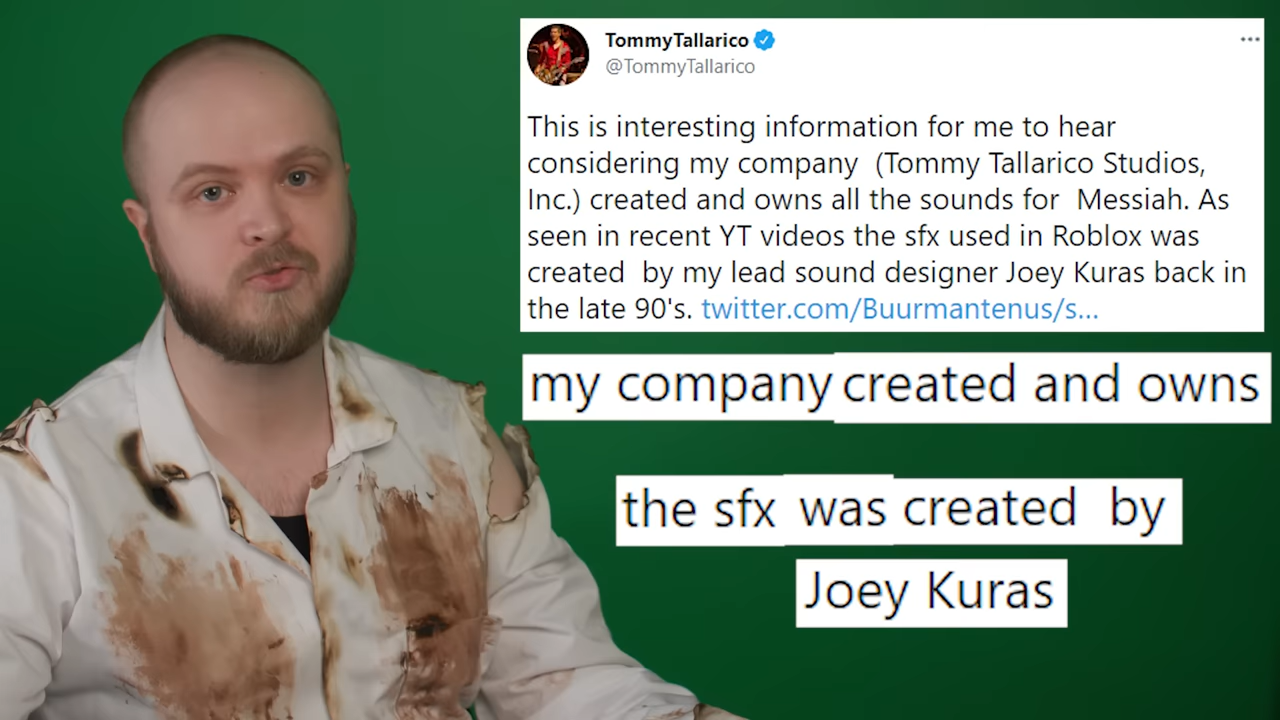 TommyTallarico
@TommyTallarico
This is interesting information for me to hear
considering my company (Tommy Tallarico Studios,
Inc.) created and owns all the sounds for Messiah. As
seen in recent YT videos the sfx used in Roblox was
created by my lead sound designer Joey Kuras back in
the late 90's. twitter.com/Buurmantenus/s...
my company created and owns
the sfx was created by
Joey Kuras